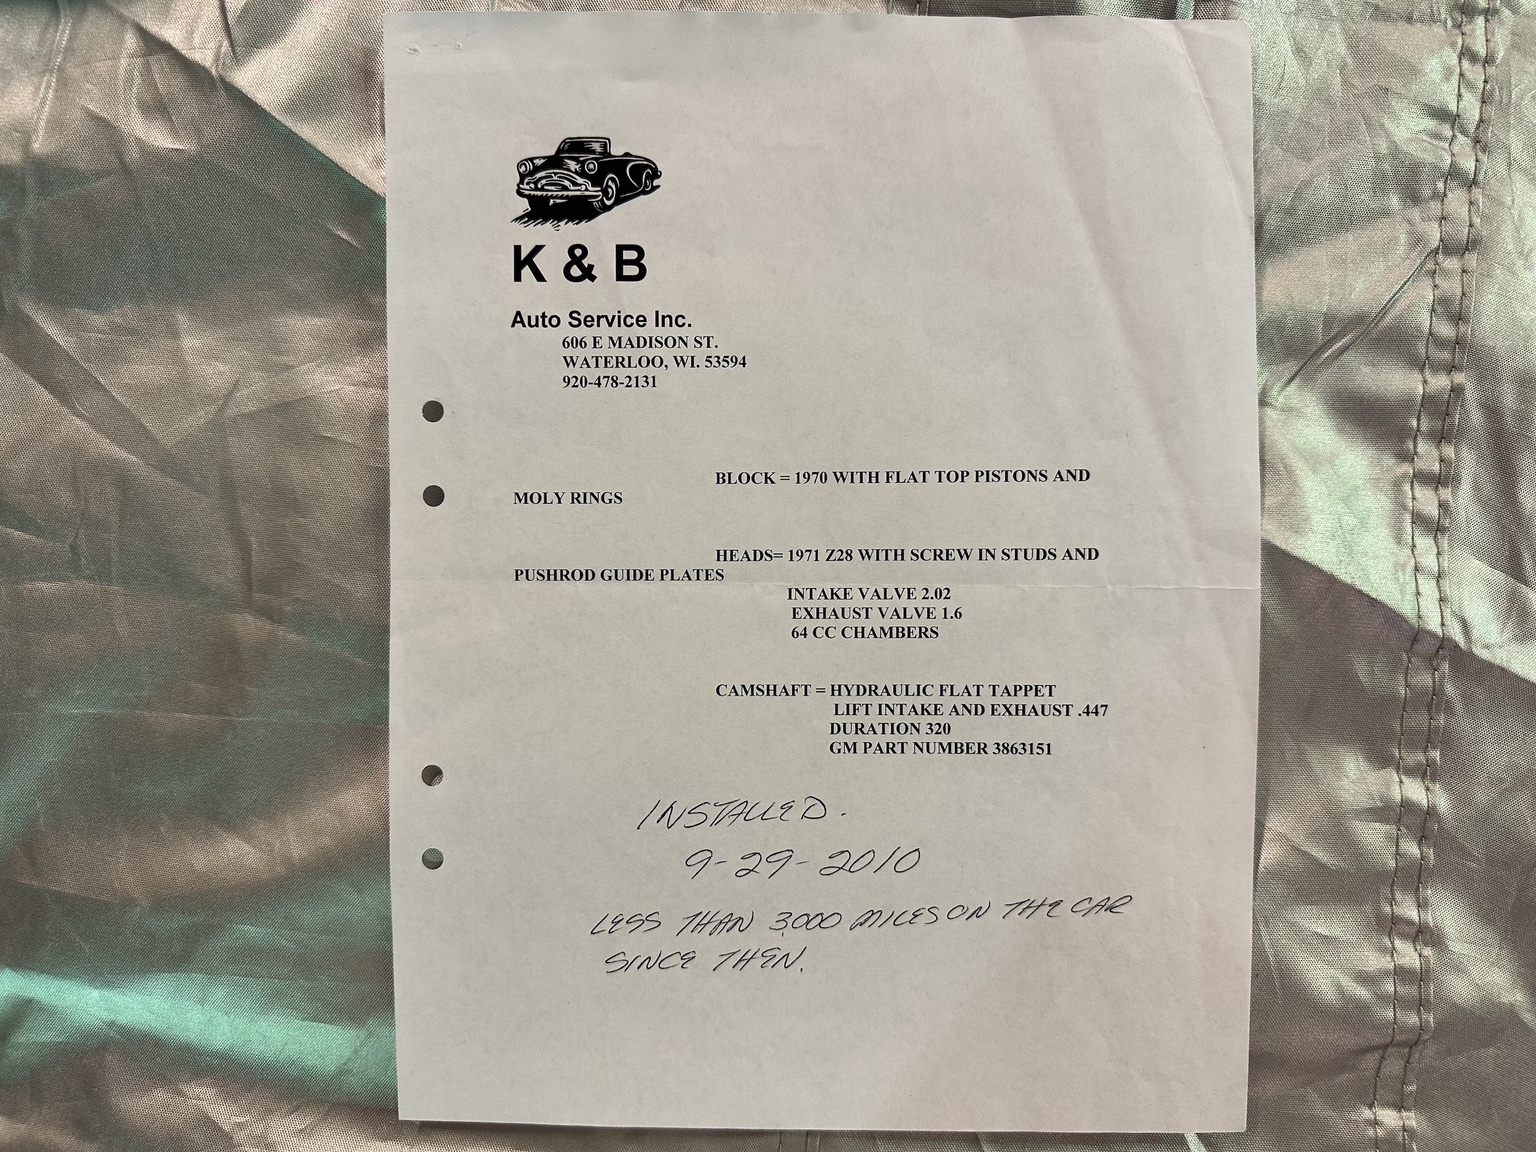 K & B
Auto Service Inc.
606 E MADISON ST.
WATERLOO, WI. 53594
920-478-2131
BLOCK = 1970 WITH FLAT TOP PISTONS AND
MOLY RINGS
HEADS= 1971 Z28 WITH SCREW IN STUDS AND
PUSHROD GUIDE PLATES
INTAKE VALVE 2.02
EXHAUST VALVE 1.6
64 CC CHAMBERS
CAMSHAFT = HYDRAULIC FLAT TAPPET
LIFT INTAKE AND EXHAUST .447
DURATION 320
GM PART NUMBER 3863151
INSTALLED.
9-29-2010
LESS THAN 3,000 MILES ON THE CAR
SINCE THEN.